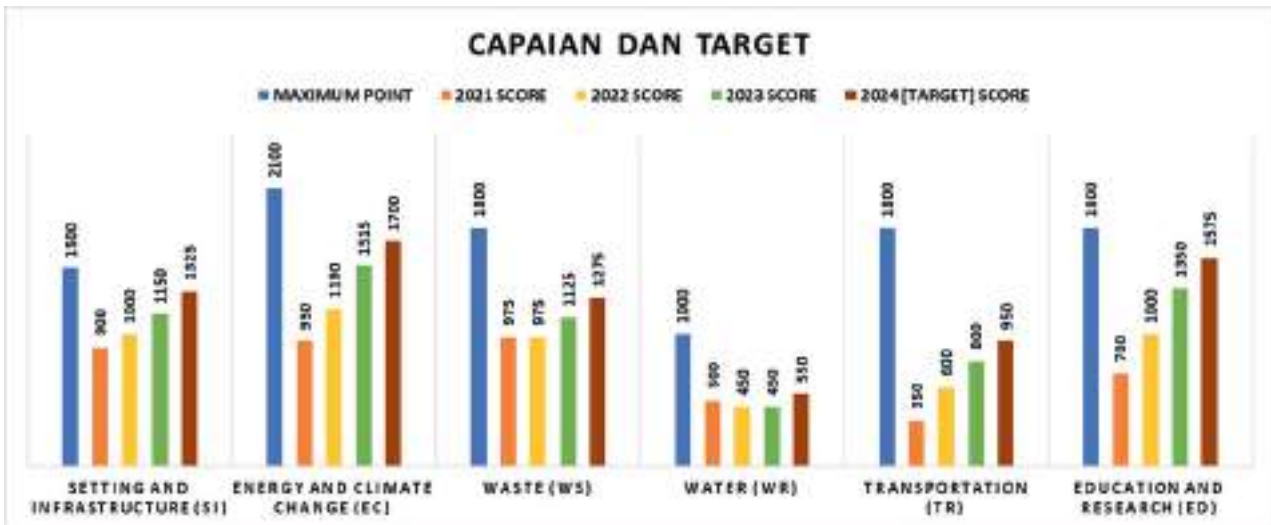 CAPAIAN DAN TARGET
MAXIMUM POINT 2021 SCORE 2022 SCORE 2023 SCORE 2024 [TARGET] SCORE
1500 900 1000 1150 1325
2100 950 1190 1515 1700
1800 975 975 1125 1275
1000 500 450 450 550
1800 350 600 800 950
1800 700 1000 1350 1575
SETTING AND
INFRASTRUCTURE (SI)
ENERGY AND CLIMATE
CHANGE (EC)
WASTE (WS)
WATER (WR)
TRANSPORTATION
(TR)
EDUCATION AND
RESEARCH (ED)